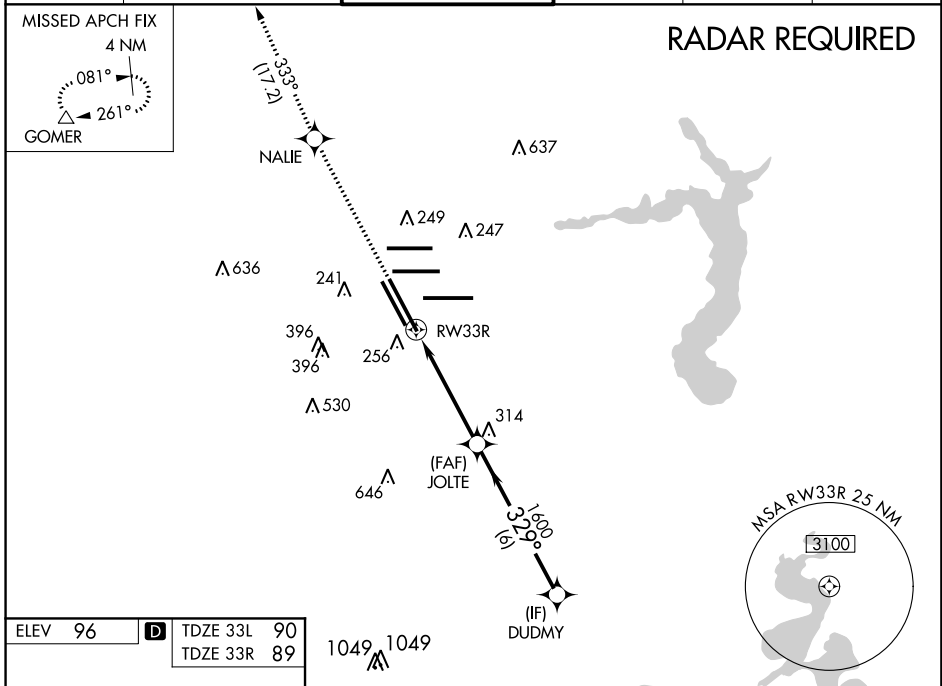 MISSED APCH FIX
4 NM
081°
261°
GOMER
RADAR REQUIRED
333°
(17.2)
NALIE
637
249
247
636
241
RW33R
396
396
256
530
314
(FAF)
JOLTE
646
1600
329°
(6)
MSA RW33R 25 NM
3100
(IF)
DUDMY
ELEV 96
D
TDZE 33L 90
TDZE 33R 89
1049
1049